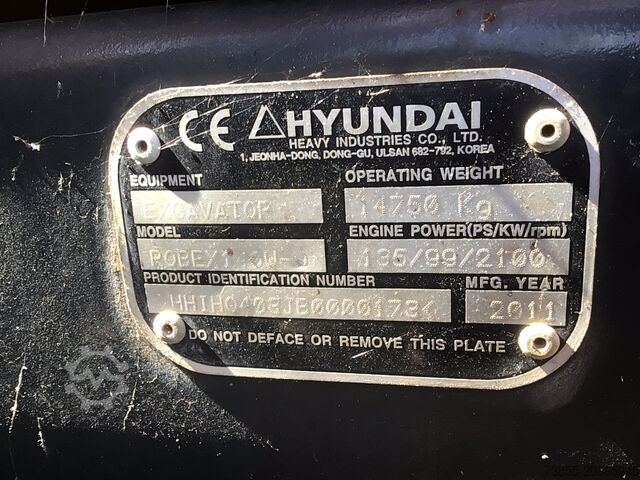 CE HYUNDAI
HEAVY INDUSTRIES CO., LTD.
1, JEONHA-DONG, DONG-GU, ULSAN 682-792, KOREA
EQUIPMENT OPERATING WEIGHT
EXCAVATOR 14750 Kg
MODEL ENGINE POWER(PS/KW/rpm)
135/99/2100
PRODUCT IDENTIFICATION NUMBER MFG. YEAR
2011
DO NOT DEFACE OR REMOVE THIS PLATE